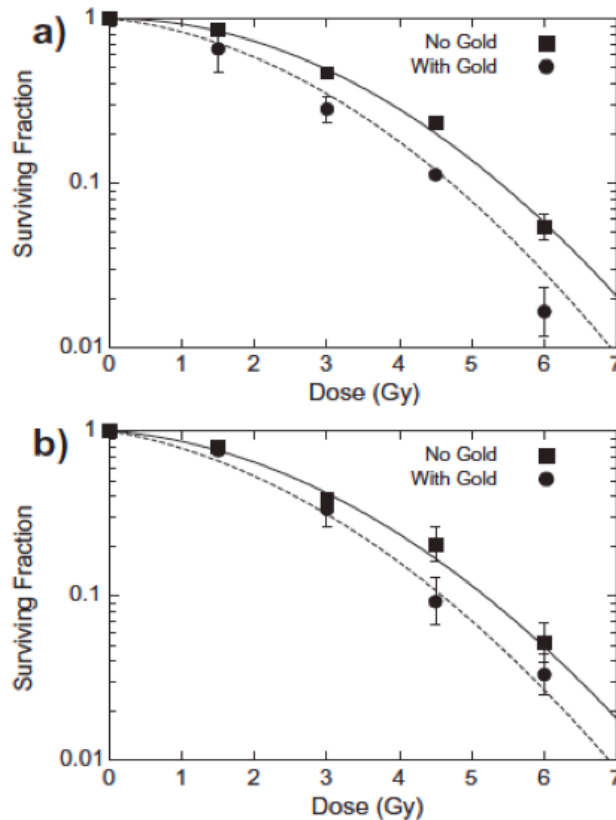 a)
1
No Gold
With Gold
Surviving Fraction
0.1
0.01
0 1 2 3 4 5 6 7
Dose (Gy)
b)
1
No Gold
With Gold
Surviving Fraction
0.1
0.01
0 1 2 3 4 5 6 7
Dose (Gy)